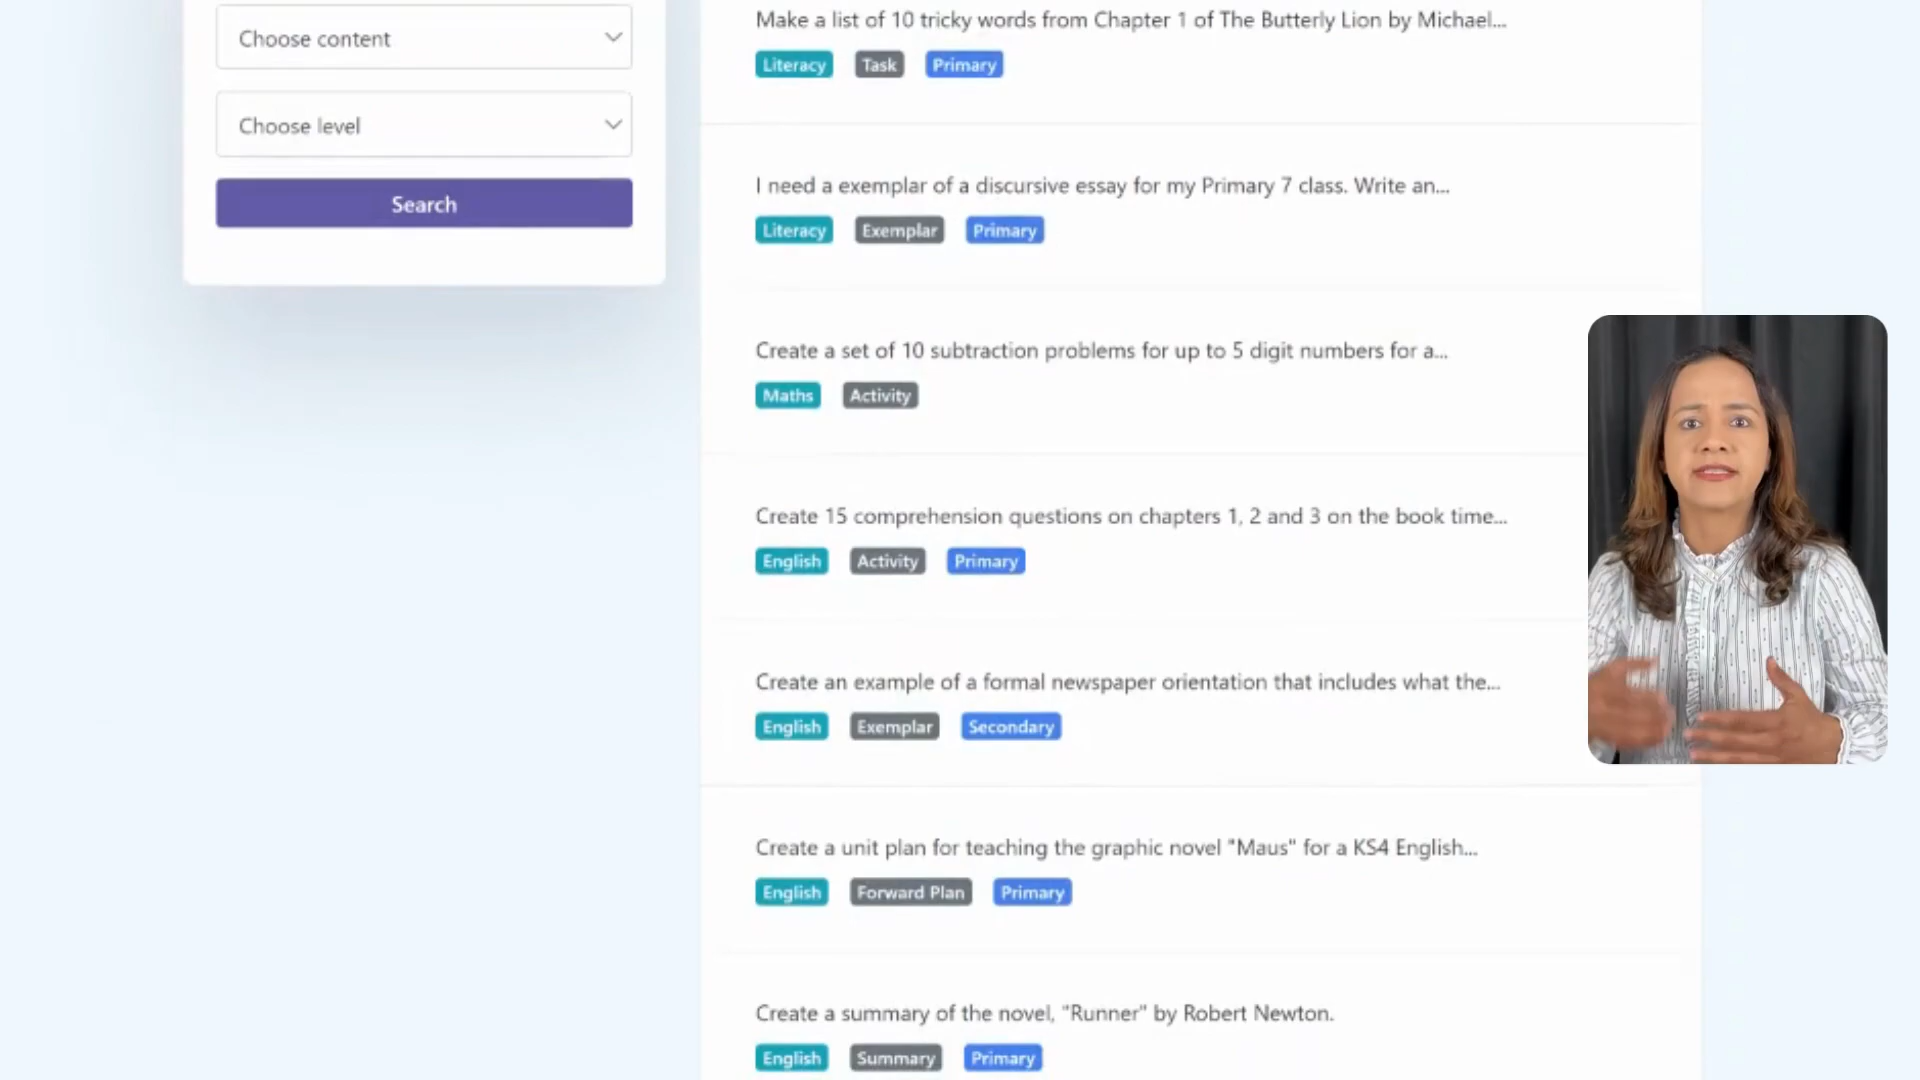 Choose content
Choose level
Search
Make a list of 10 tricky words from Chapter 1 of The Butterly Lion by Michael...
Literacy Task Primary
I need a exemplar of a discursive essay for my Primary 7 class. Write an...
Literacy Exemplar Primary
Create a set of 10 subtraction problems for up to 5 digit numbers for a...
Maths Activity
Create 15 comprehension questions on chapters 1, 2 and 3 on the book time...
English Activity Primary
Create an example of a formal newspaper orientation that includes what the...
English Exemplar Secondary
Create a unit plan for teaching the graphic novel "Maus" for a KS4 English...
English Forward Plan Primary
Create a summary of the novel, "Runner" by Robert Newton.
English Summary Primary